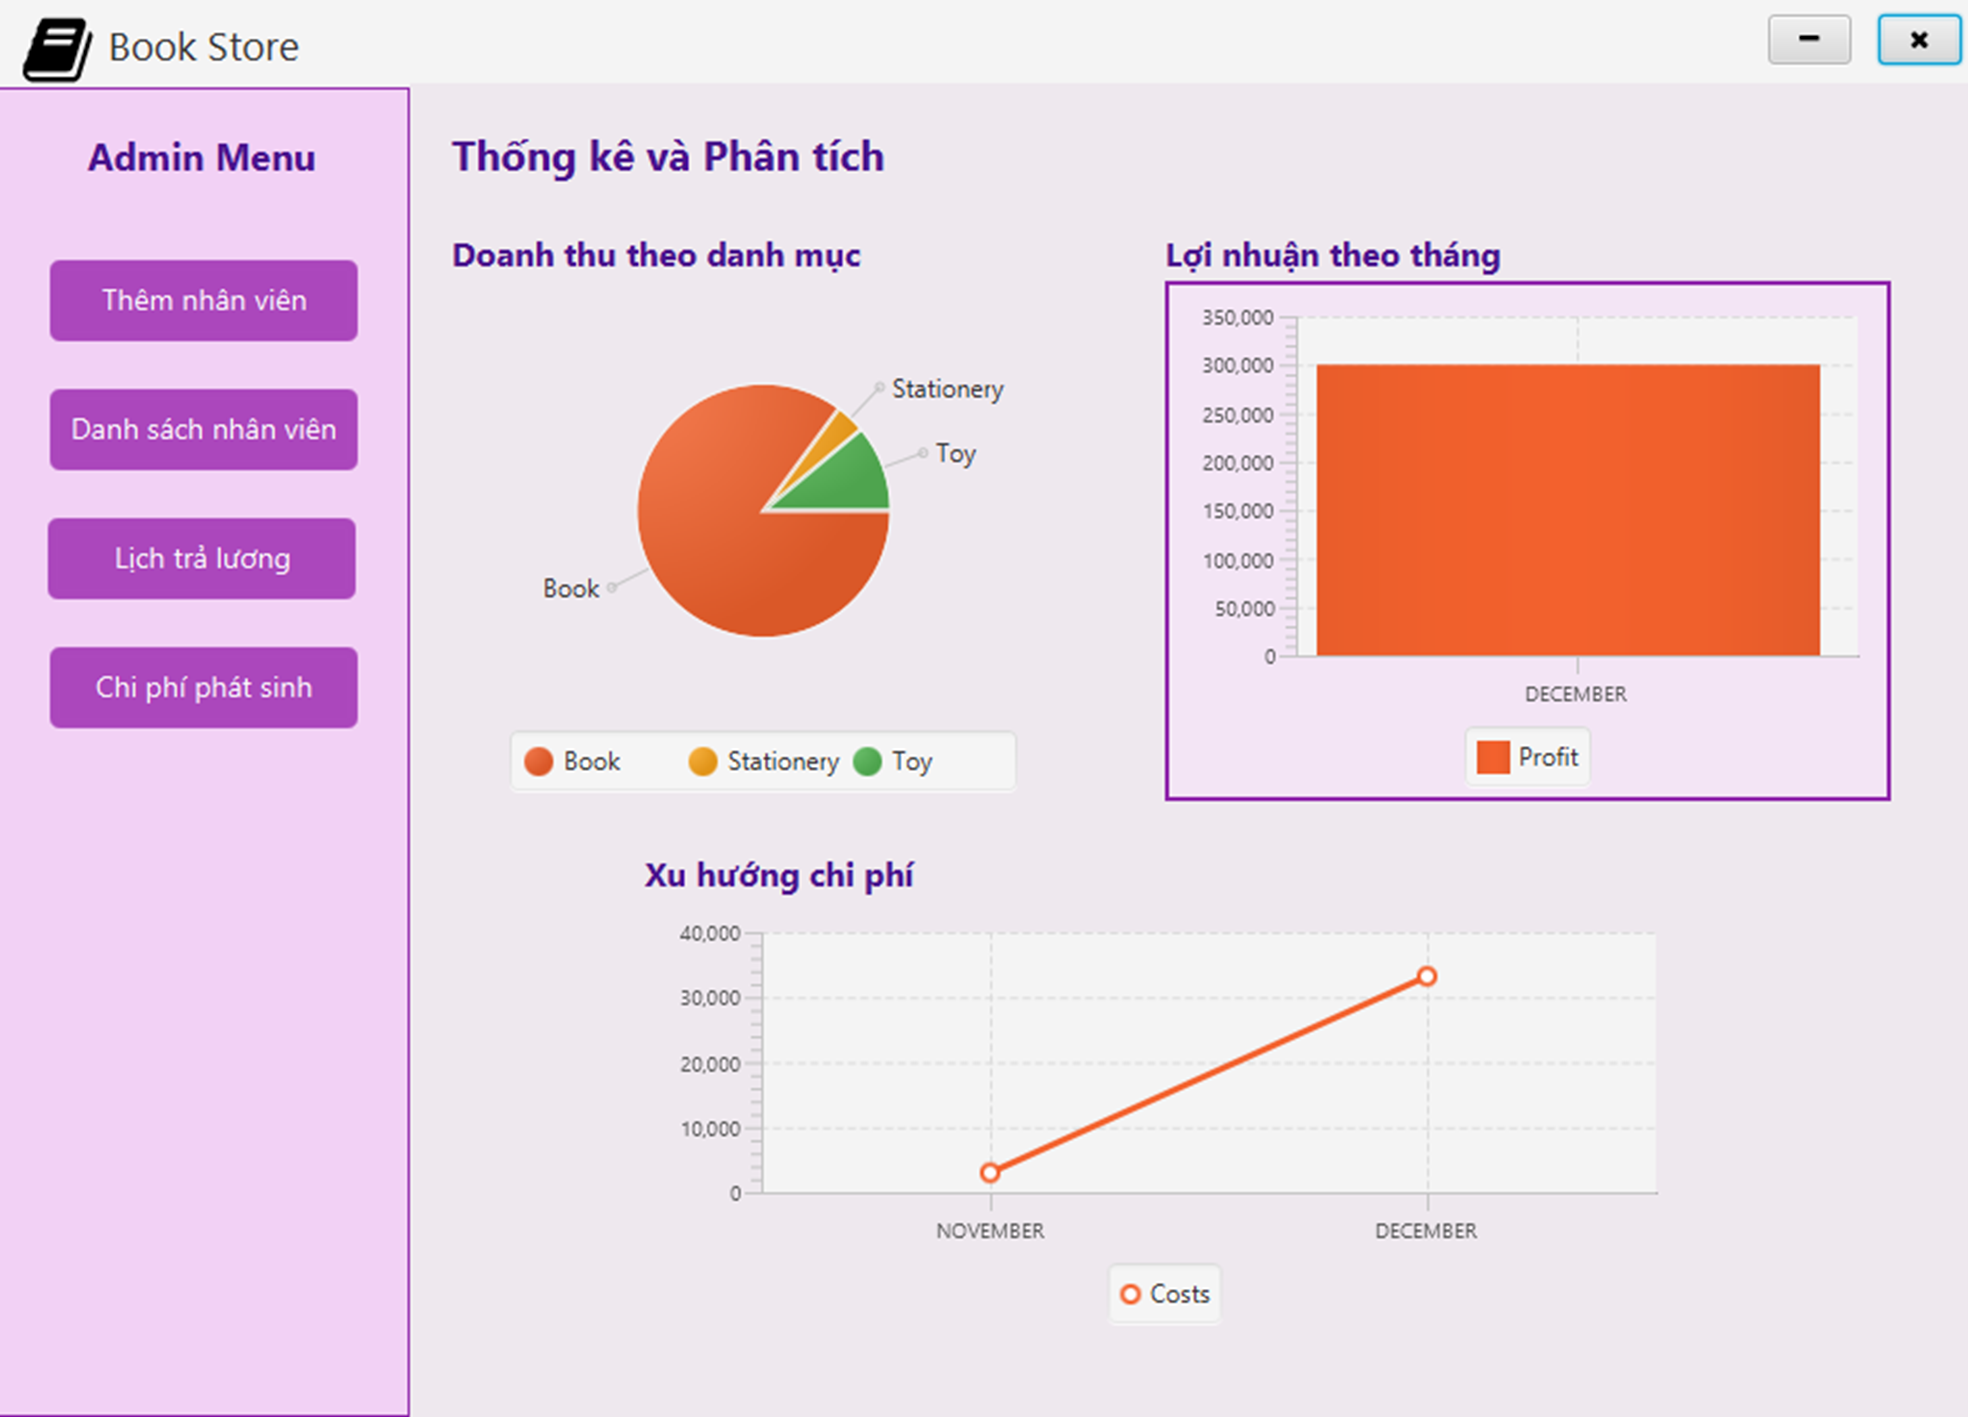 Book Store
Admin Menu
Thêm nhân viên
Danh sách nhân viên
Lịch trả lương
Chi phí phát sinh
Thống kê và Phân tích
Doanh thu theo danh mục
Stationery
Toy
Book
Book
Stationery
Toy
Lợi nhuận theo tháng
350,000
300,000
250,000
200,000
150,000
100,000
50,000
0
DECEMBER
Profit
Xu hướng chi phí
40,000
30,000
20,000
10,000
0
NOVEMBER
DECEMBER
Costs